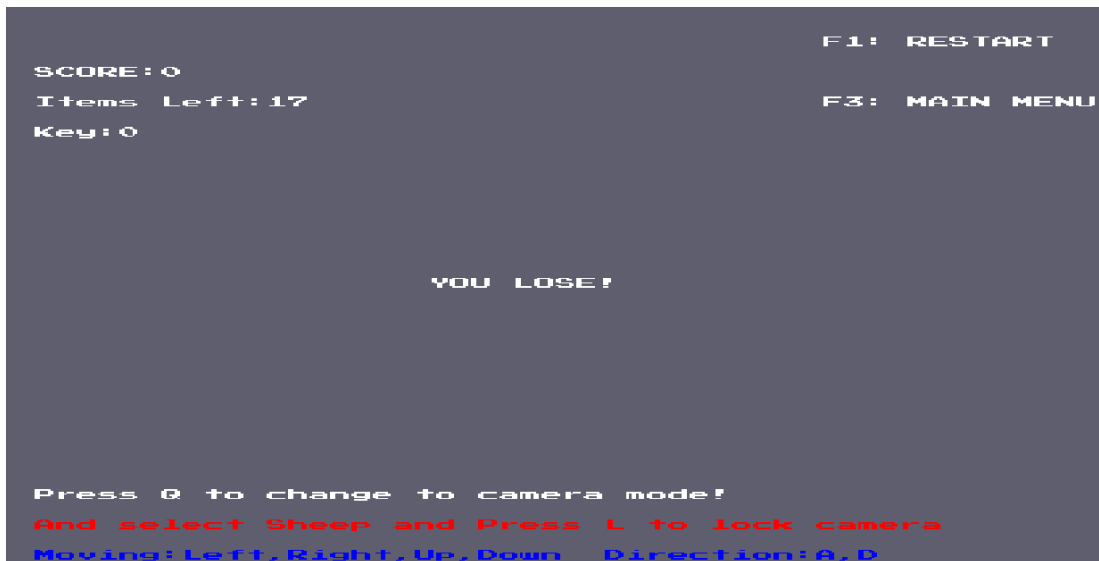 F1: RESTART
SCORE:0
Items Left:17
F3: MAIN MENU
Key:0
YOU LOSE!
Press Q to change to camera mode!
And select Sheep and Press L to lock camera
Moving:Left,Right,Up,Down  Direction:A,D